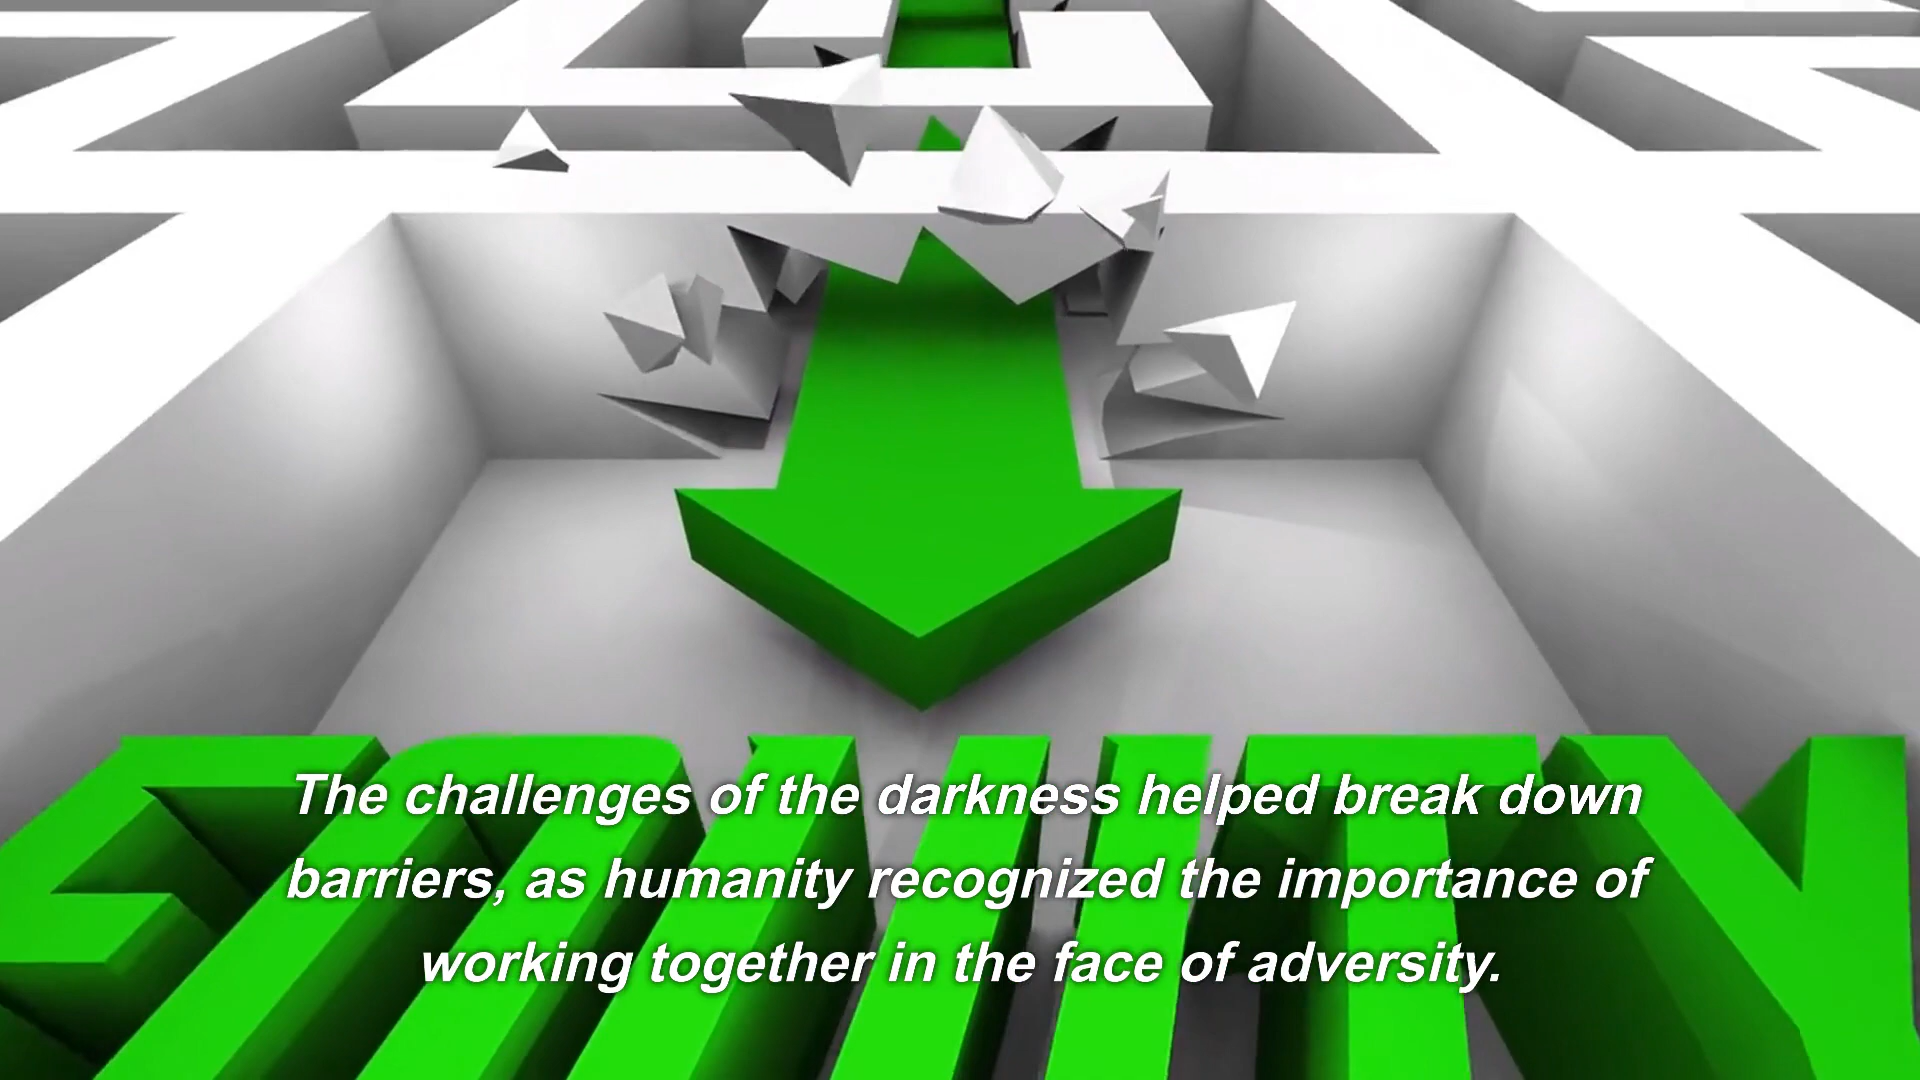 EQUITY
The challenges of the darkness helped break down
barriers, as humanity recognized the importance of
working together in the face of adversity.